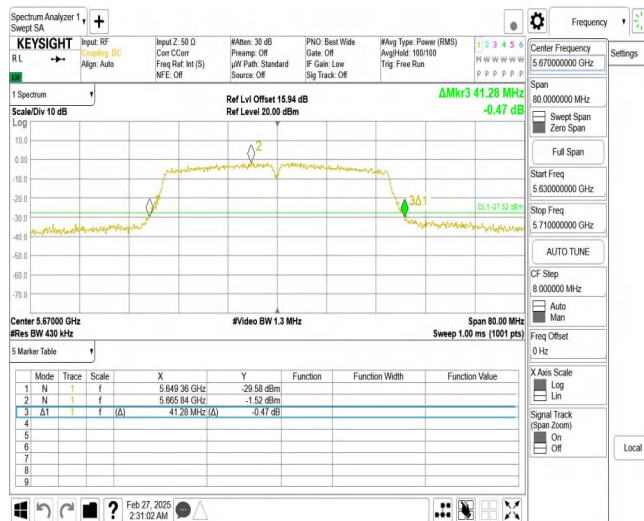 Spectrum Analyzer 1
Swept SA
Frequency
KEYSIGHT
R L
Input: RF
Coupling: DC
Align: Auto
Input Z: 50 Ω
Corr CCorr
Freq Ref: Int (S)
NFE: Off
#Atten: 30 dB
Preamp: Off
µW Path: Standard
Source: Off
PNO: Best Wide
Gate: Off
IF Gain: Low
Sig Track: Off
#Avg Type: Power (RMS)
Avg|Hold: 100/100
Trig: Free Run
1 2 3 4 5 6
M W W W W W
P P P P P P
1 Spectrum
Scale/Div 10 dB
Ref Lvl Offset 15.94 dB
Ref Level 20.00 dBm
ΔMkr3 41.28 MHz
-0.47 dB
Log
10.0
0.00
-10.0
-20.0
-30.0
-40.0
-50.0
-60.0
-70.0
2
3Δ1
Center 5.67000 GHz
#Res BW 430 kHz
#Video BW 1.3 MHz
Span 80.00 MHz
Sweep 1.00 ms (1001 pts)
5 Marker Table
Mode Trace Scale X Y Function Function Width Function Value
1 N 1 f 5.649 36 GHz -29.58 dBm
2 N 1 f 5.665 84 GHz -1.52 dBm
3 Δ1 1 f (Δ) 41.28 MHz (Δ) -0.47 dB
4
5
6
7
8
9
Feb 27, 2025
2:31:02 AM
Center Frequency
5.670000000 GHz
Span
80.0000000 MHz
Swept Span
Zero Span
Full Span
Start Freq
5.630000000 GHz
Stop Freq
5.710000000 GHz
AUTO TUNE
CF Step
8.000000 MHz
Auto
Man
Freq Offset
0 Hz
X Axis Scale
Log
Lin
Signal Track
(Span Zoom)
On
Off
Settings
Local